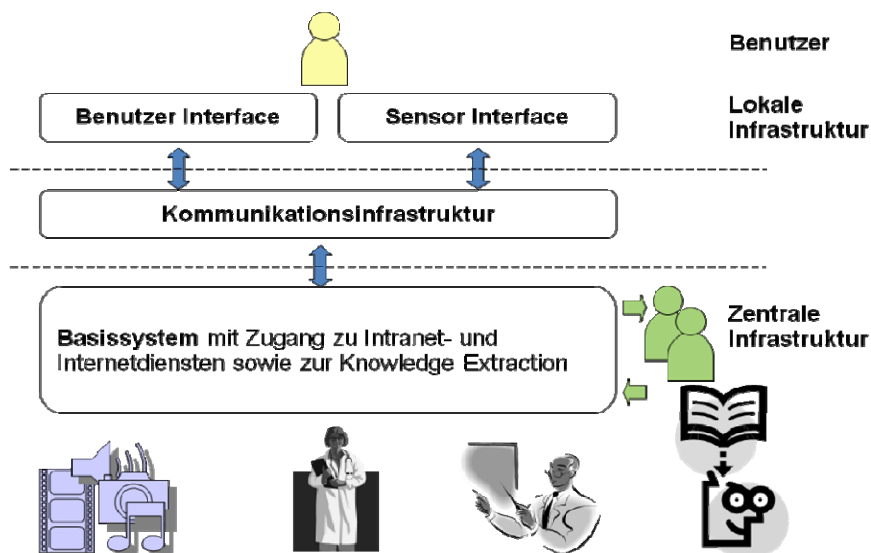 Benutzer
Benutzer Interface
Sensor Interface
Lokale
Infrastruktur
Kommunikationsinfrastruktur
Basissystem mit Zugang zu Intranet- und
Internetdiensten sowie zur Knowledge Extraction
Zentrale
Infrastruktur